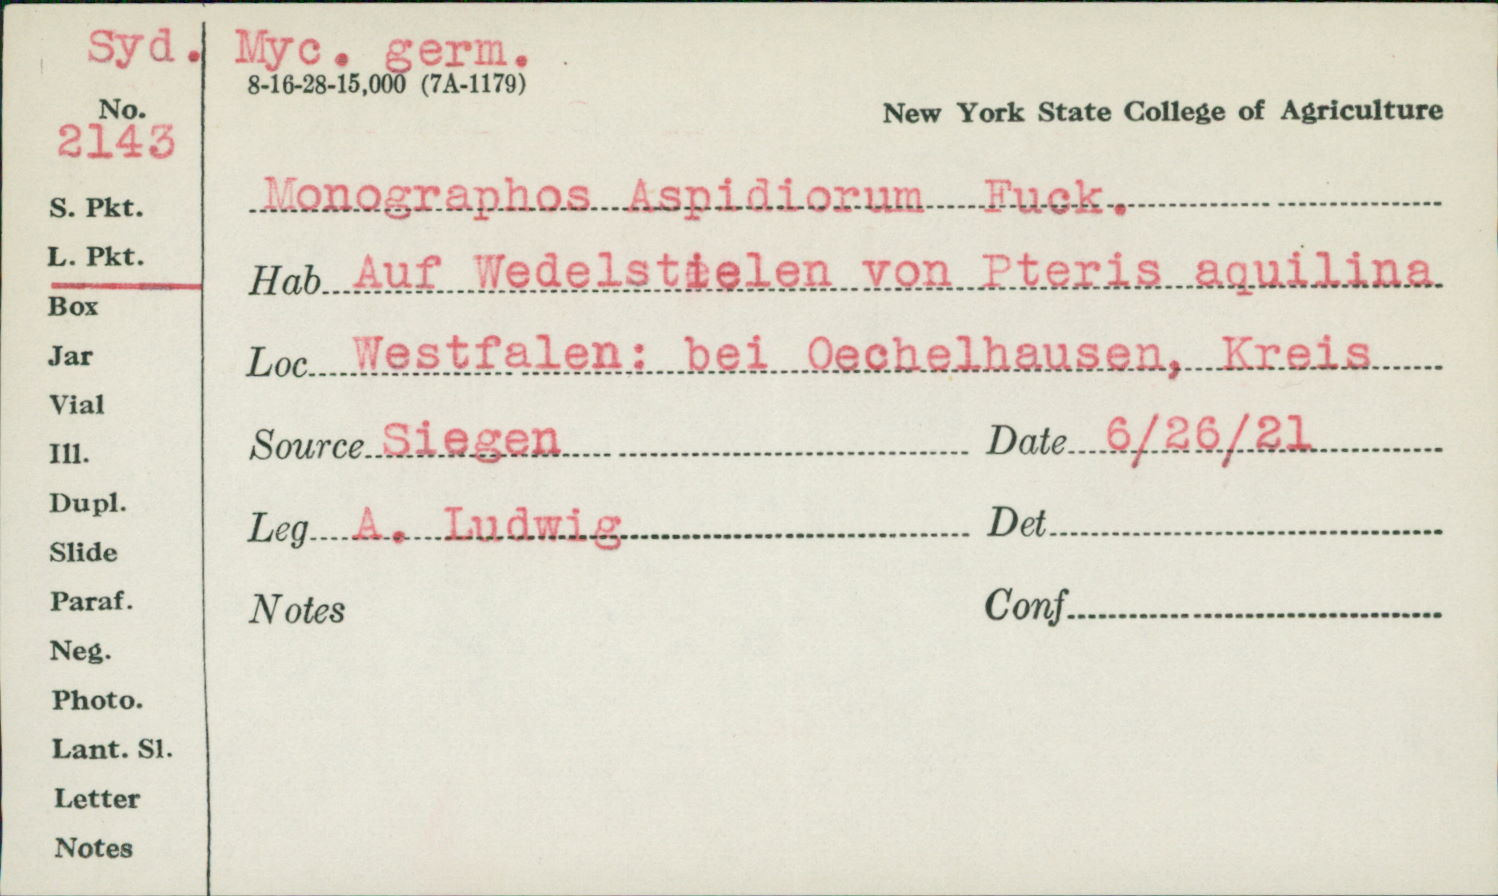 Syd. Myc. germ.
8-16-28-15,000 (7A-1179)
No.
2143
New York State College of Agriculture
S. Pkt.
L. Pkt.
Box
Jar
Vial
Ill.
Dupl.
Slide
Paraf.
Neg.
Photo.
Lant. Sl.
Letter
Notes
Monographos Aspidiorum Fuck.
Hab Auf Wedelstielen von Pteris aquilina
Loc Westfalen: bei Oechelhausen, Kreis
Source Siegen Date 6/26/21
Leg A. Ludwig Det
Notes Conf